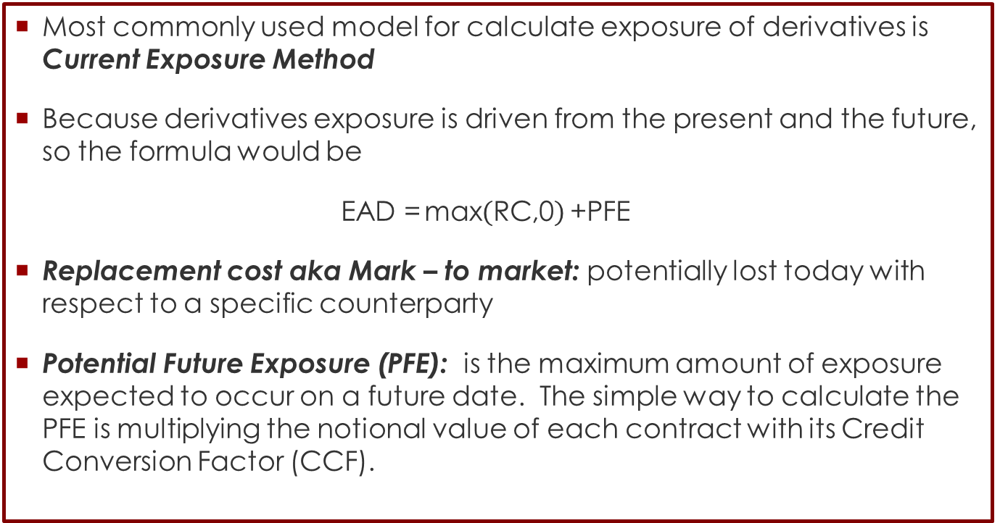 ▪ Most commonly used model for calculate exposure of derivatives is
Current Exposure Method
▪ Because derivatives exposure is driven from the present and the future,
so the formula would be
EAD = max(RC,0) +PFE
▪ Replacement cost aka Mark – to market: potentially lost today with
respect to a specific counterparty
▪ Potential Future Exposure (PFE): is the maximum amount of exposure
expected to occur on a future date. The simple way to calculate the
PFE is multiplying the notional value of each contract with its Credit
Conversion Factor (CCF).